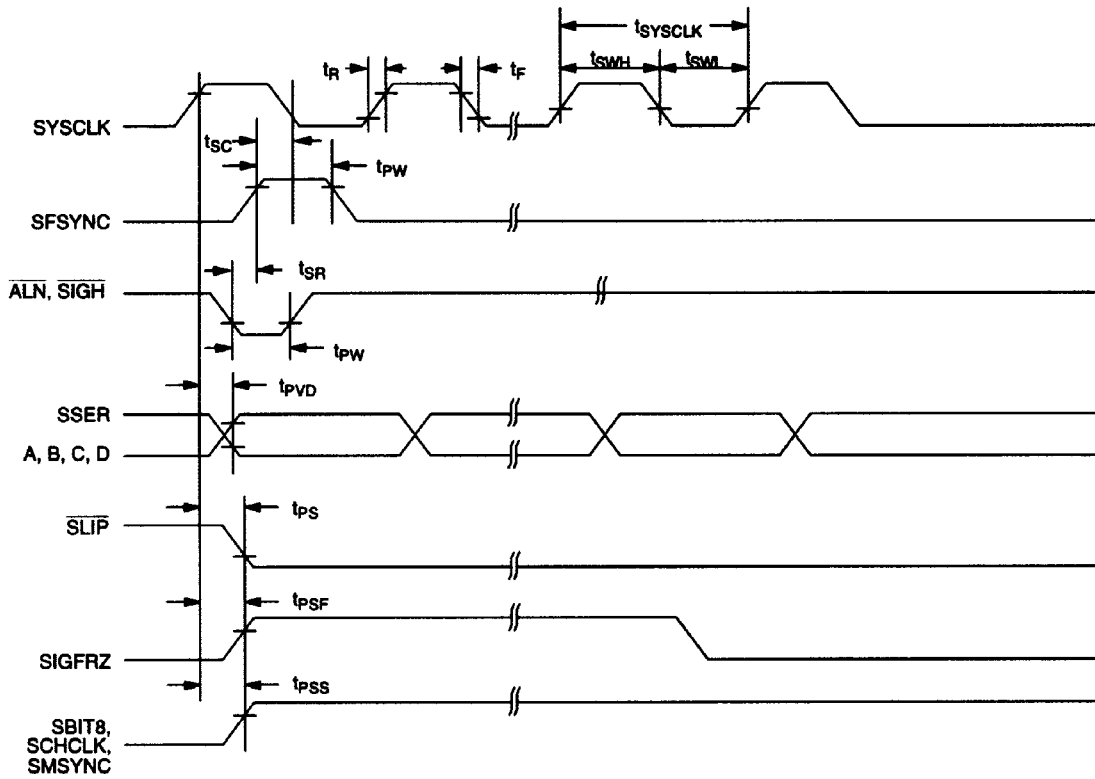 tSYSCLK
tR
tF
tSWH
tSWL
SYSCLK
tSC
tPW
SFSYNC
tSR
ALN, SIGH
tPW
tPVD
SSER
A, B, C, D
tPS
SLIP
tPSF
SIGFRZ
tPSS
SBIT8,
SCHCLK,
SMSYNC